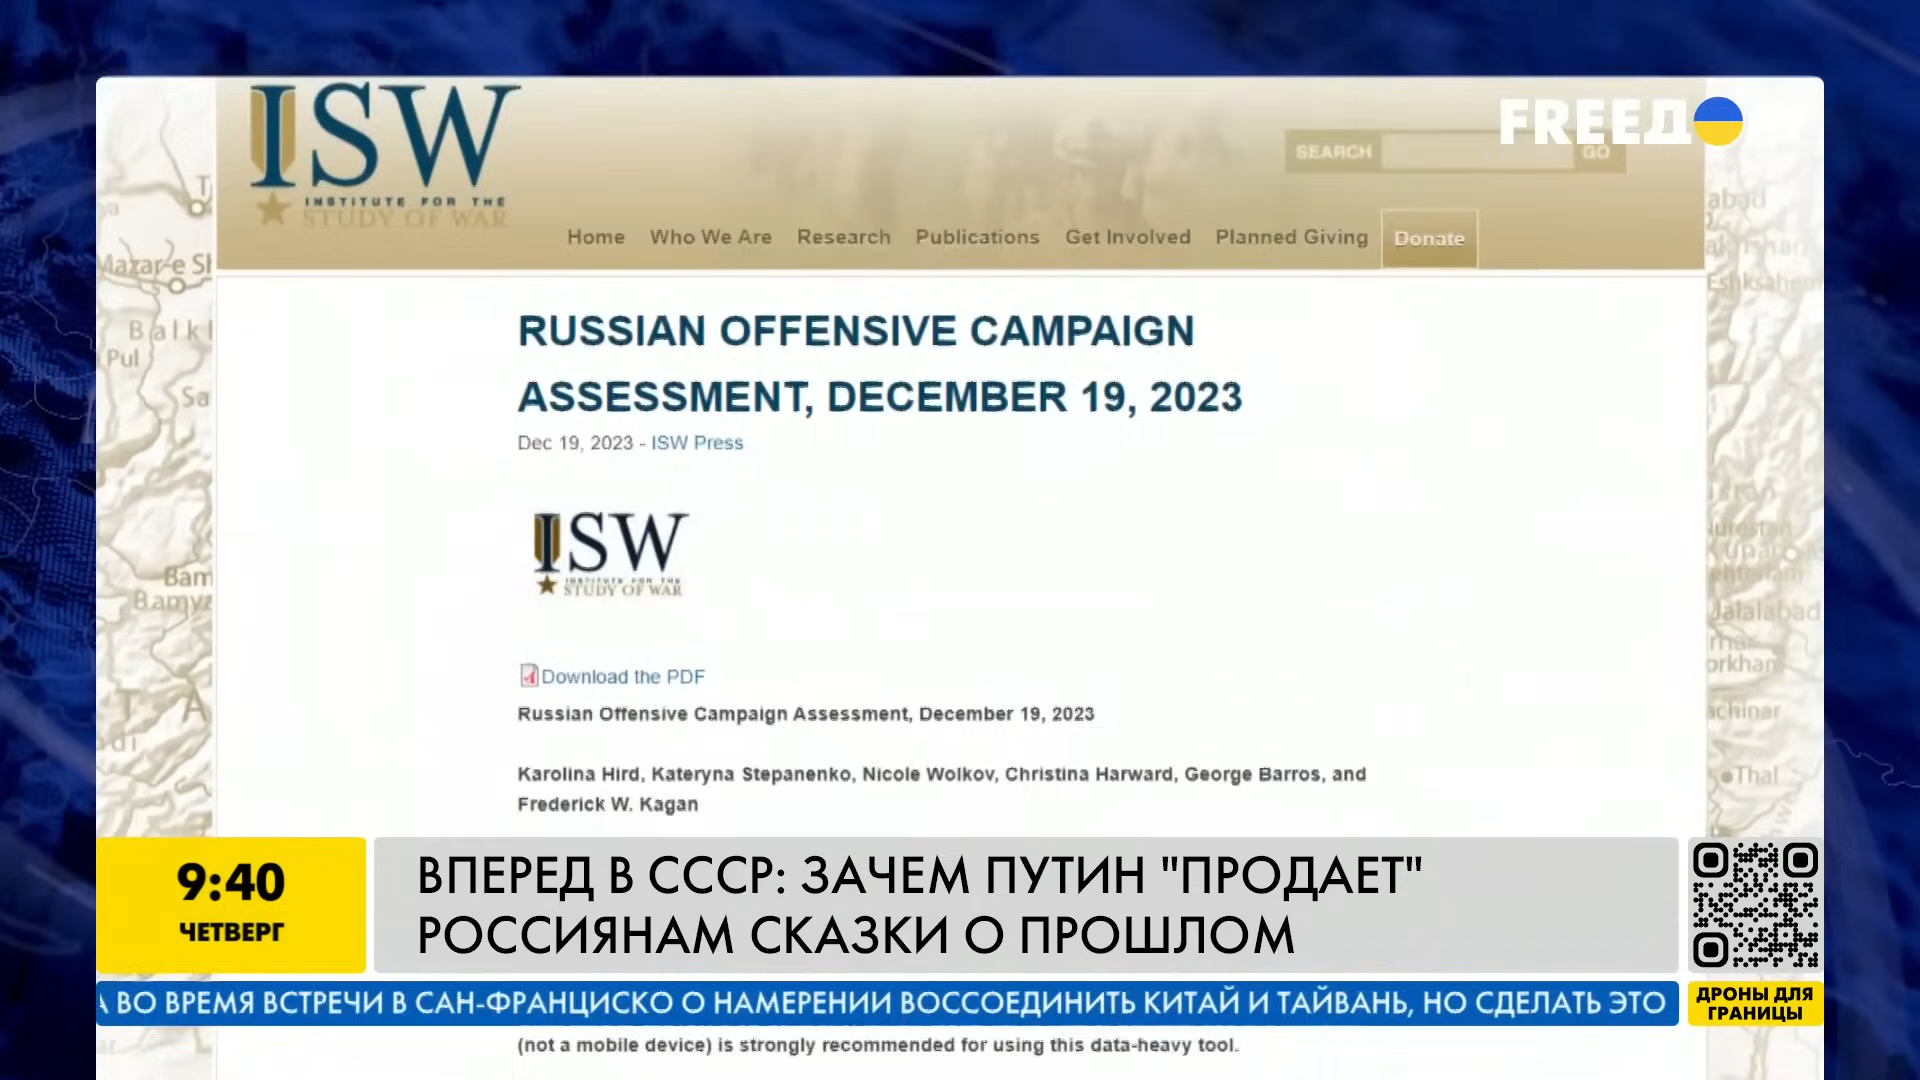 ISW
INSTITUTE FOR THE
STUDY OF WAR
FREEД
SEARCH
GO
Home Who We Are Research Publications Get Involved Planned Giving Donate
RUSSIAN OFFENSIVE CAMPAIGN
ASSESSMENT, DECEMBER 19, 2023
Dec 19, 2023 - ISW Press
ISW
INSTITUTE FOR THE
STUDY OF WAR
Download the PDF
Russian Offensive Campaign Assessment, December 19, 2023
Karolina Hird, Kateryna Stepanenko, Nicole Wolkov, Christina Harward, George Barros, and
Frederick W. Kagan
9:40
ЧЕТВЕРГ
ВПЕРЕД В СССР: ЗАЧЕМ ПУТИН "ПРОДАЕТ"
РОССИЯНАМ СКАЗКИ О ПРОШЛОМ
ВО ВРЕМЯ ВСТРЕЧИ В САН-ФРАНЦИСКО О НАМЕРЕНИИ ВОССОЕДИНИТЬ КИТАЙ И ТАЙВАНЬ, НО СДЕЛАТЬ ЭТО
ДРОНЫ ДЛЯ
ГРАНИЦЫ
(not a mobile device) is strongly recommended for using this data-heavy tool.
Mazar-e
Pul
Bam
Thal